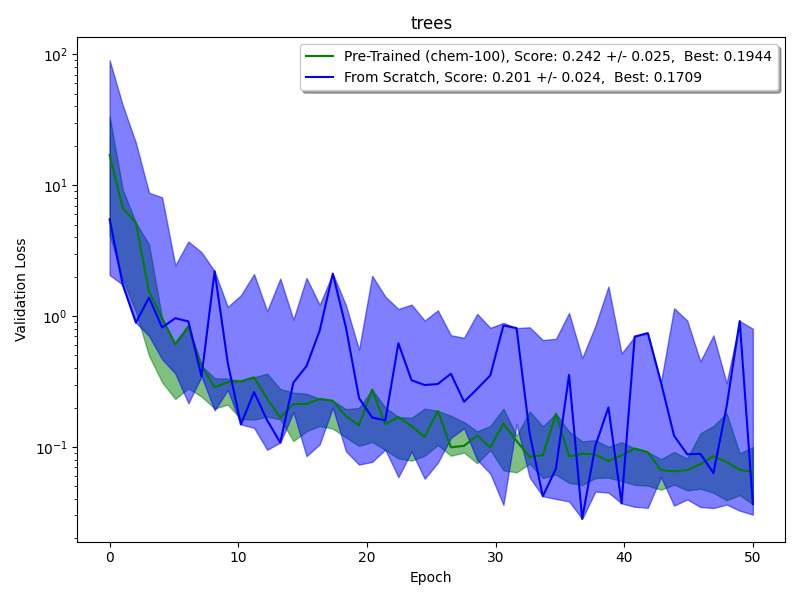 trees
Pre-Trained (chem-100), Score: 0.242 +/- 0.025,  Best: 0.1944
From Scratch, Score: 0.201 +/- 0.024,  Best: 0.1709
Validation Loss
10²
10¹
10⁰
10⁻¹
0 10 20 30 40 50
Epoch